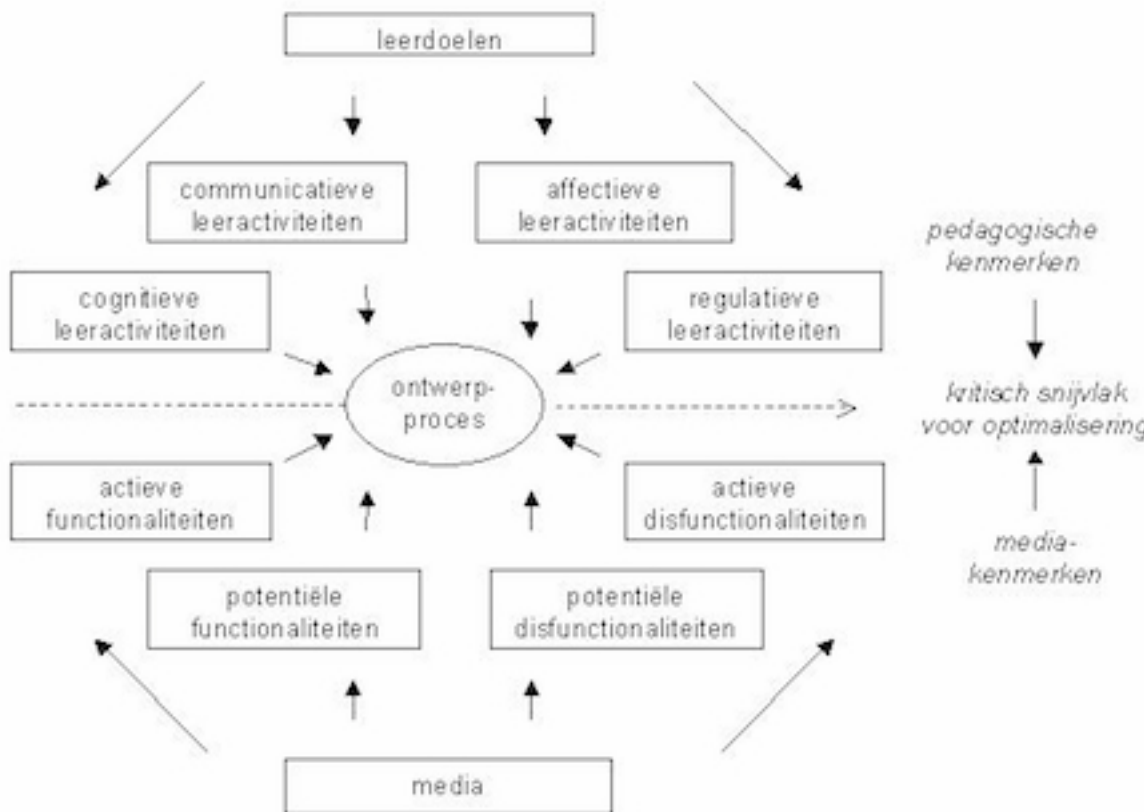 leerdoelen
communicatieve
leeractiviteiten
affectieve
leeractiviteiten
pedagogische
kenmerken
cognitieve
leeractiviteiten
regulatieve
leeractiviteiten
ontwerp-
proces
kritisch snijvlak
voor optimalisering
actieve
functionaliteiten
actieve
disfunctionaliteiten
media-
kenmerken
potentiële
functionaliteiten
potentiële
disfunctionaliteiten
media